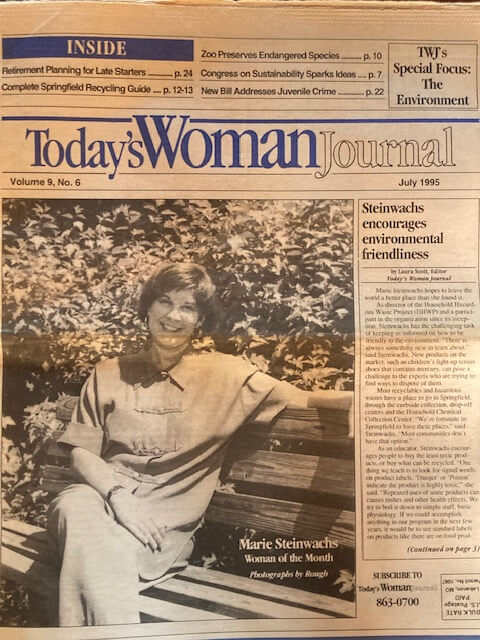 INSIDE
Retirement Planning for Late Starters ........... p. 24
Complete Springfield Recycling Guide .... p. 12-13
Zoo Preserves Endangered Species ......... p. 10
Congress on Sustainability Sparks Ideas .... p. 7
New Bill Addresses Juvenile Crime ............ p. 22
TWJ's
Special Focus:
The
Environment
Today's Woman Journal
Volume 9, No. 6
July 1995
Steinwachs
encourages
environmental
friendliness
by Laura Scott, Editor
Today's Woman Journal
Marie Steinwachs hopes to leave the
world a better place than she found it.
As director of the Household Hazard-
ous Waste Project (HHWP) and a partici-
pant in the organization since its incep-
tion, Steinwachs has the challenging task
of keeping us informed on how to be
friendly to the environment. "There is
always something new to learn about,"
said Steinwachs. New products on the
market, such as children's light-up tennis
shoes that contains mercury, can pose a
challenge to the experts who are trying to
find ways to dispose of them.
Most recyclables and hazardous
wastes have a place to go in Springfield,
through the curbside collection, drop-off
centers and the Household Chemical
Collection Center. "We're fortunate in
Springfield to have these places," said
Steinwachs. "Most communities don't
have that option."
As an educator, Steinwachs encour-
ages people to buy the least-toxic prod-
ucts, or buy what can be recycled. "One
thing we teach is to look for signal words
on product labels. 'Danger' or 'Poison'
indicate the product is highly toxic," she
said. "Repeated uses of some products can
causes rashes and other health effects. We
try to boil it down to simple stuff, basic
physiology. If we could accomplish
anything in our program in the next few
years, it would be to see standard labels
on products like there are on food prod-
(Continued on page 3)
Marie Steinwachs
Woman of the Month
Photographs by Rough
SUBSCRIBE TO
Today's Woman Journal
863-0700
BULK RATE
U.S. Postage
PAID
Lebanon, MO